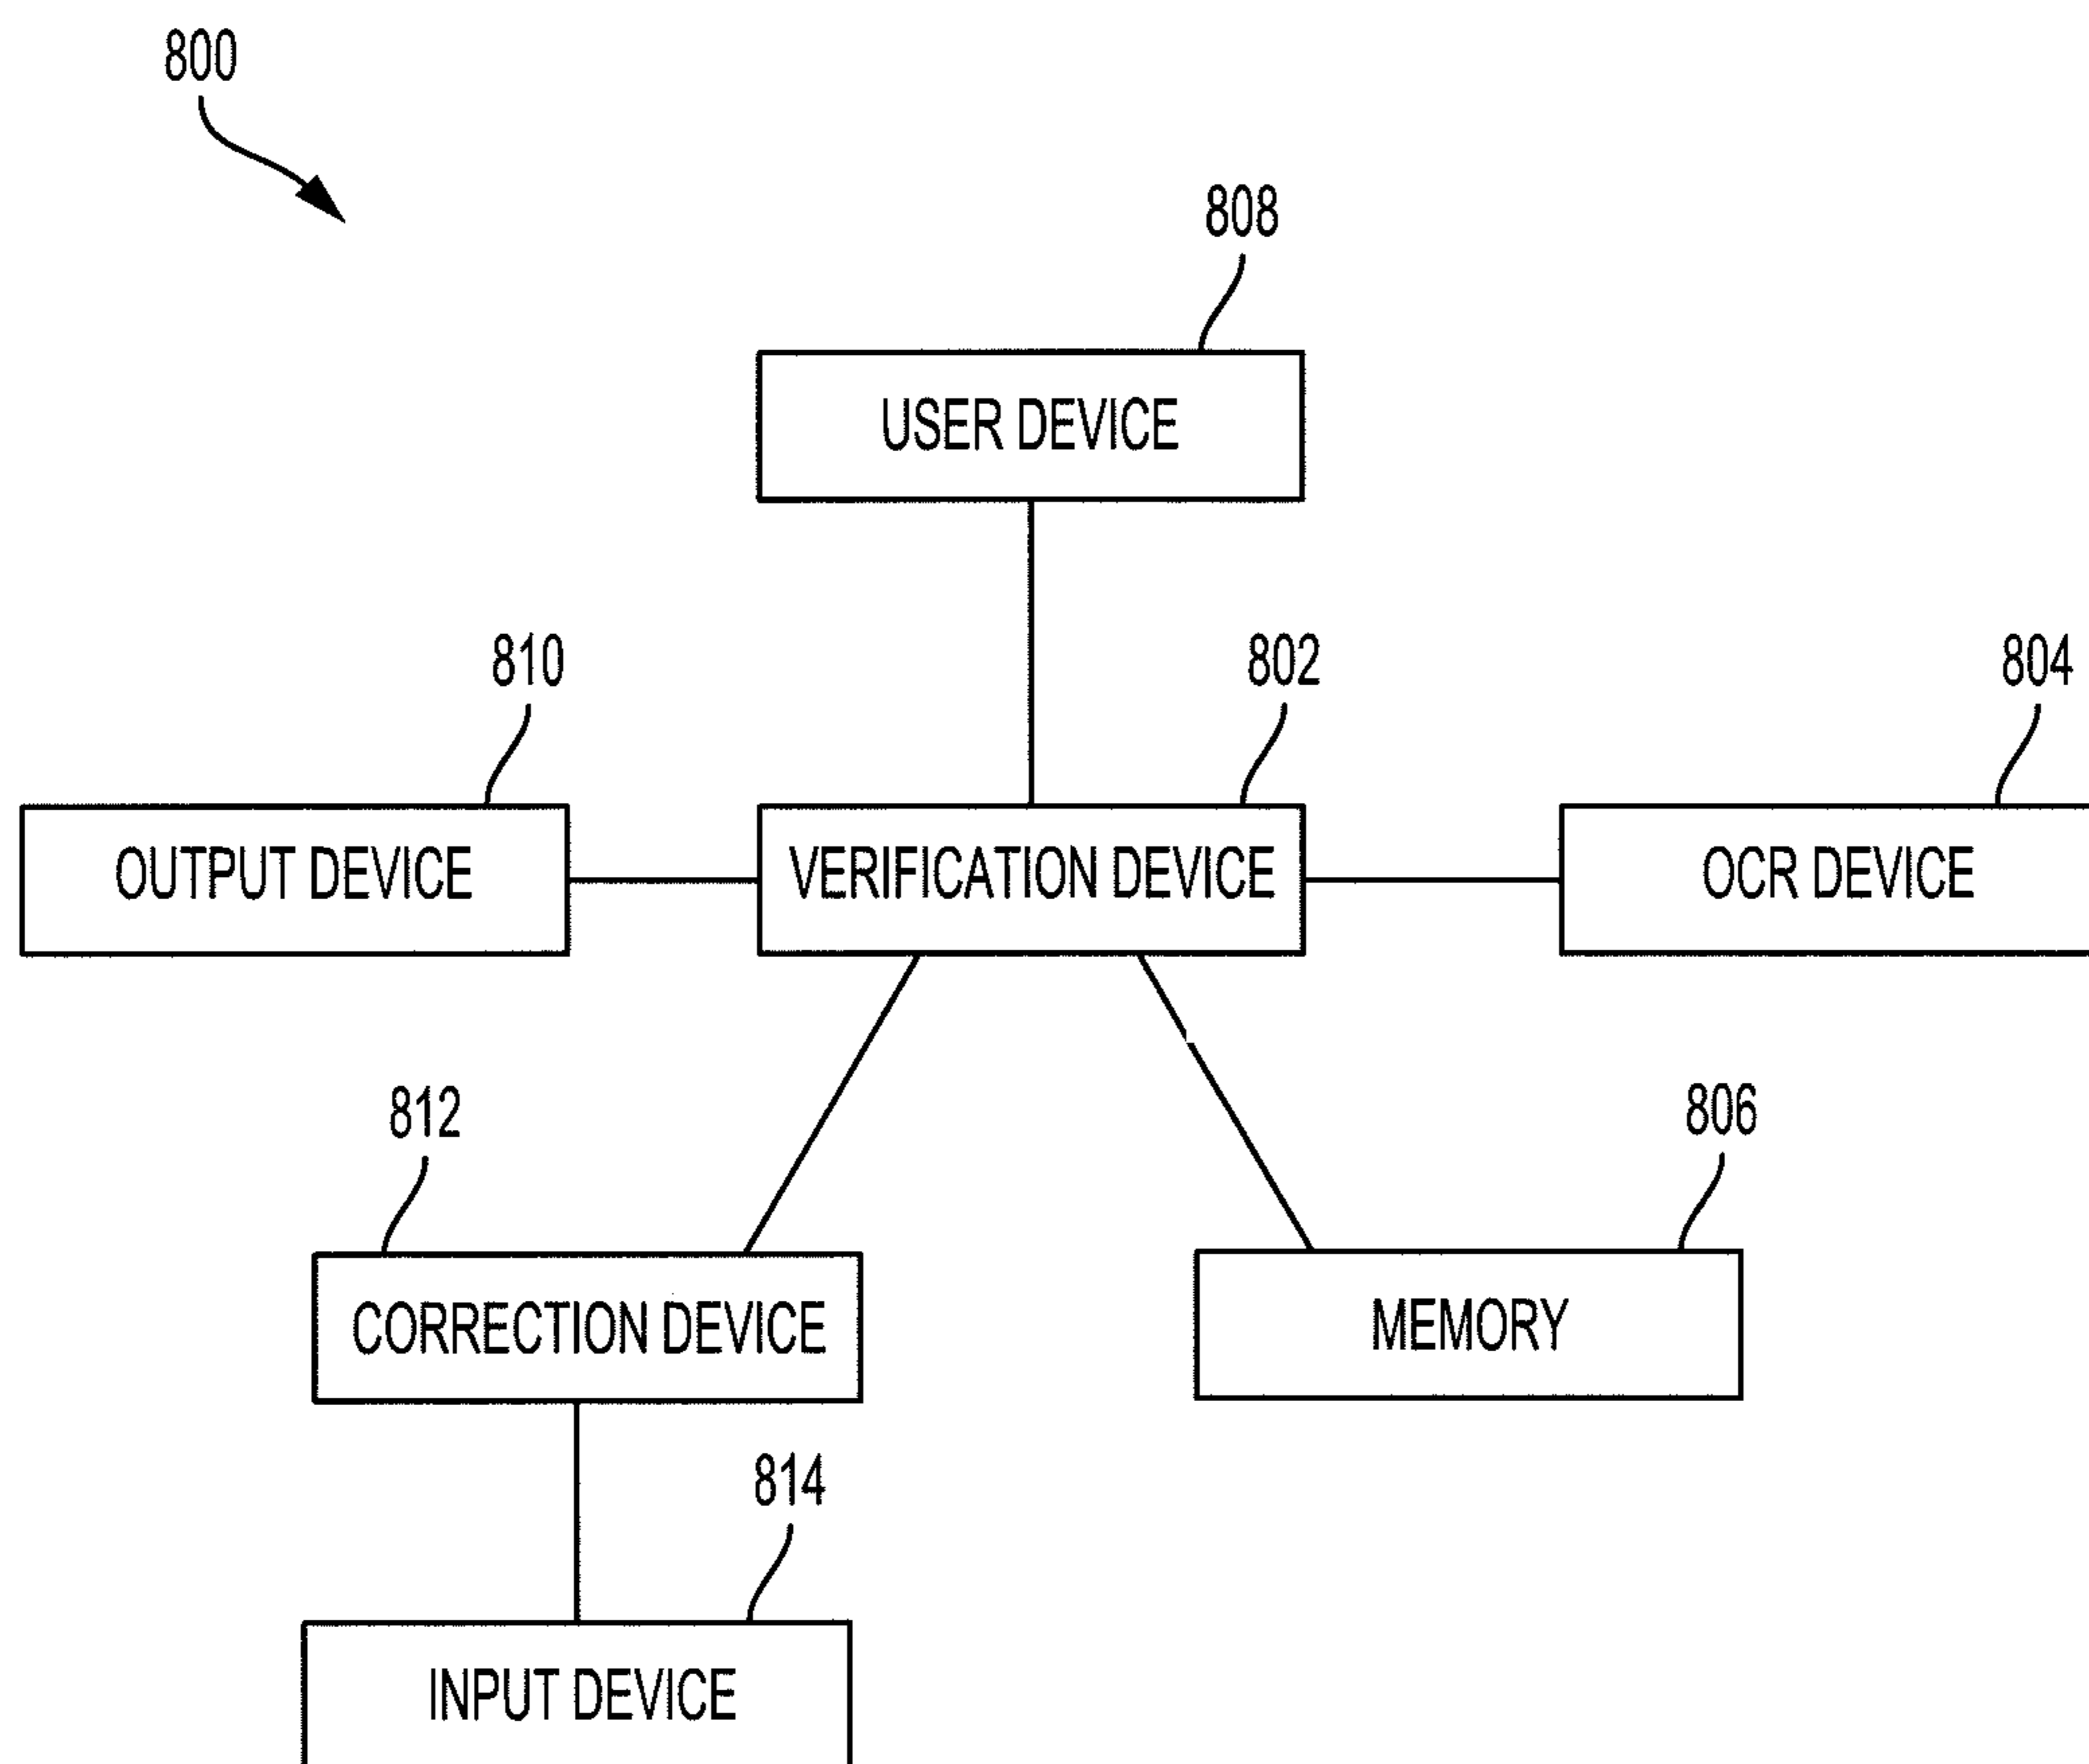 800
808
USER DEVICE
810
802
804
OUTPUT DEVICE
VERIFICATION DEVICE
OCR DEVICE
812
806
CORRECTION DEVICE
MEMORY
814
INPUT DEVICE